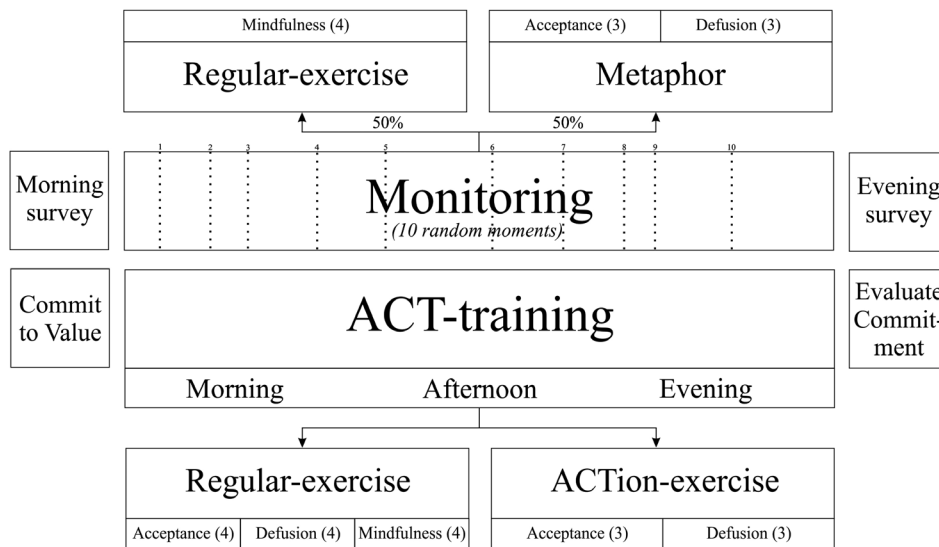 Mindfulness (4)
Acceptance (3)
Defusion (3)
Regular-exercise
Metaphor
50%
50%
1 2 3 4 5 6 7 8 9 10
Morning
survey
Monitoring
(10 random moments)
Evening
survey
Commit
to Value
ACT-training
Evaluate
Commit-
ment
Morning
Afternoon
Evening
Regular-exercise
ACTion-exercise
Acceptance (4)
Defusion (4)
Mindfulness (4)
Acceptance (3)
Defusion (3)